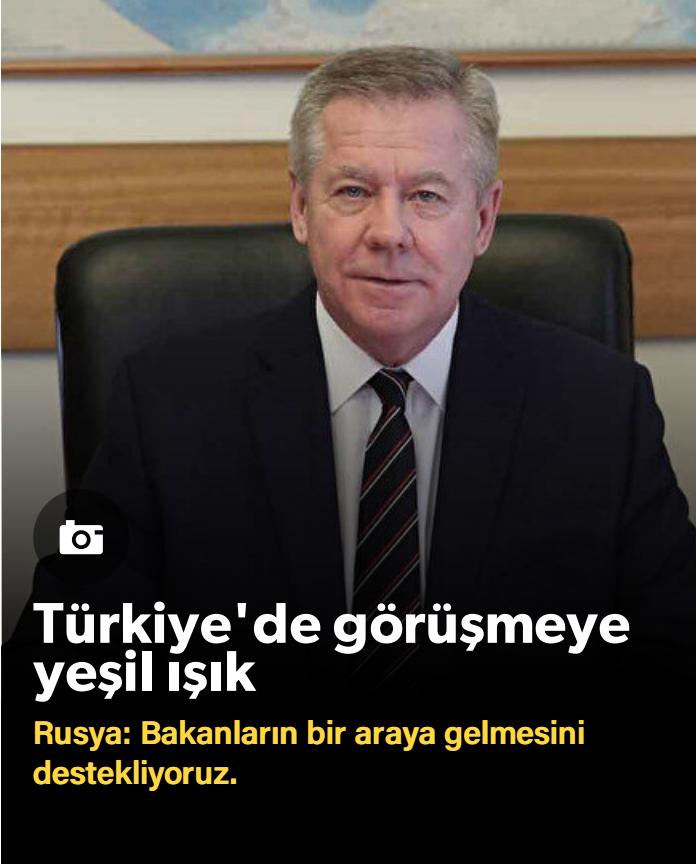 Türkiye'de görüşmeye
yeşil ışık
Rusya: Bakanların bir araya gelmesini
destekliyoruz.